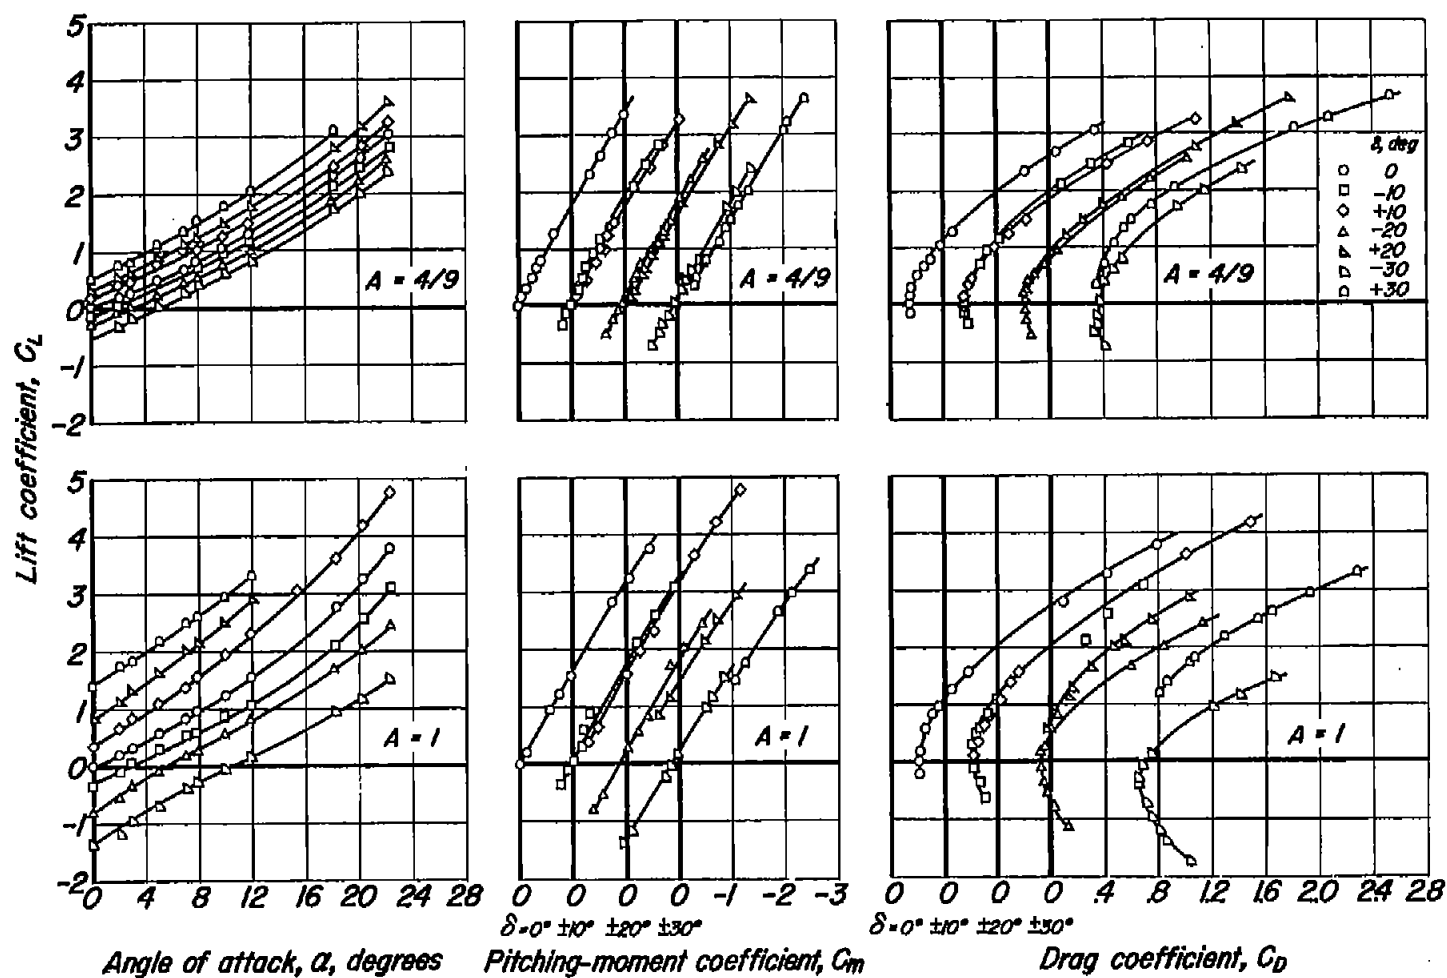 5
4
3
2
1
0
-1
-2
A = 4/9
A = 4/9
A = 4/9
δ, deg
0
-10
+10
-20
+20
-30
+30
Lift coefficient, C_L
5
4
3
2
1
0
-1
-2
A = 1
A = 1
A = 1
0 4 8 12 16 20 24 28
0 0 0 0 -1 -2 -3
0 0 0 0 .4 .8 1.2 1.6 2.0 2.4 2.8
δ=0° ±10° ±20° ±30°
δ=0° ±10° ±20° ±30°
Angle of attack, α, degrees
Pitching-moment coefficient, C_m
Drag coefficient, C_D